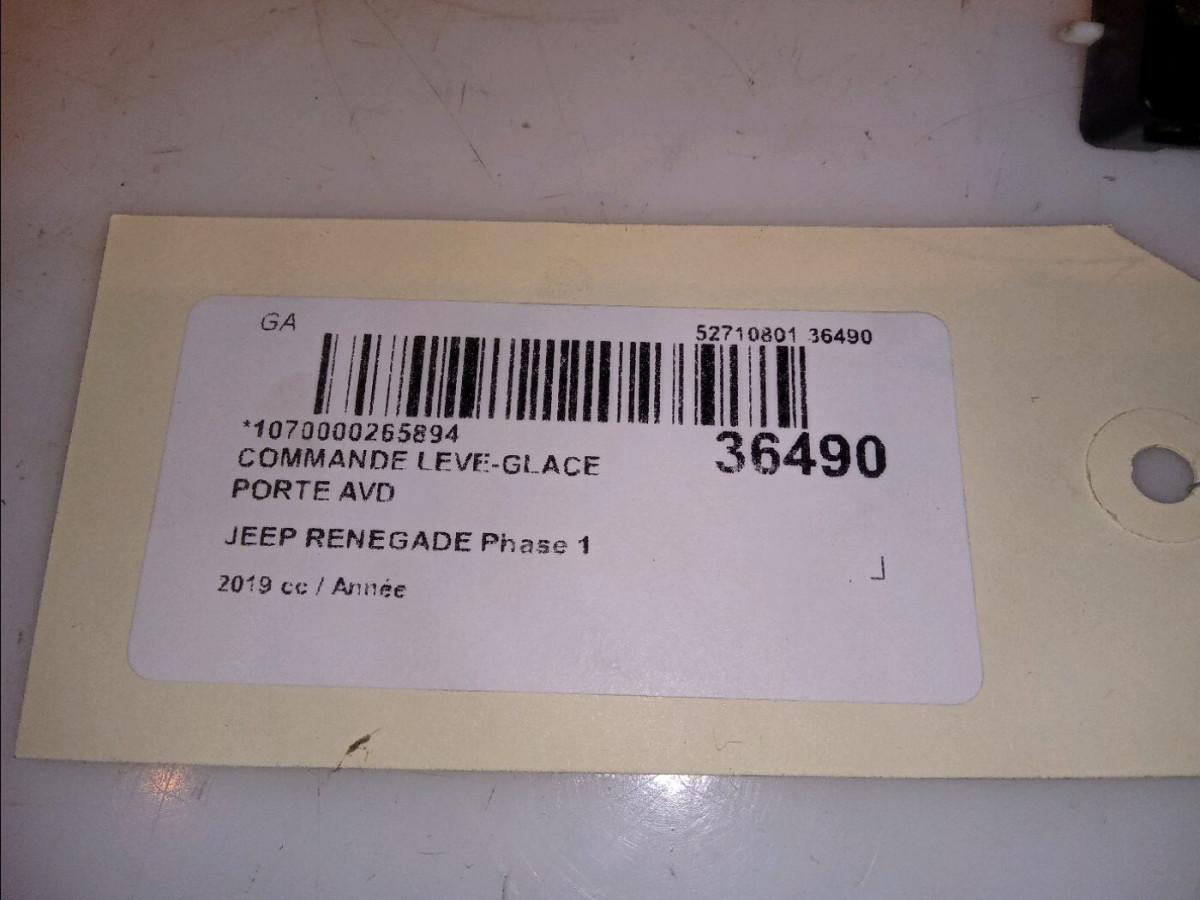 GA
52710801 36490
*1070000265894
36490
COMMANDE LEVE-GLACE
PORTE AVD
JEEP RENEGADE Phase 1
2019 cc / Année